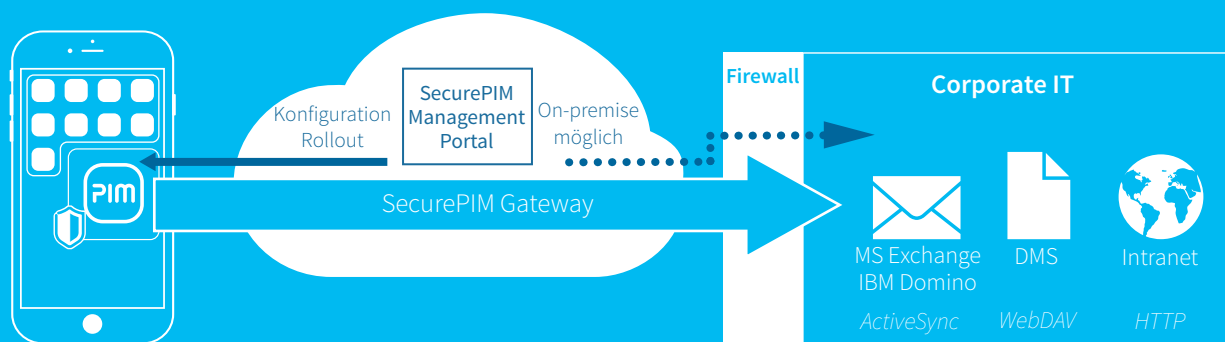 PIM
Konfiguration
Rollout
SecurePIM
Management
Portal
On-premise
möglich
SecurePIM Gateway
Firewall
Corporate IT
MS Exchange
IBM Domino
ActiveSync
DMS
WebDAV
Intranet
HTTP